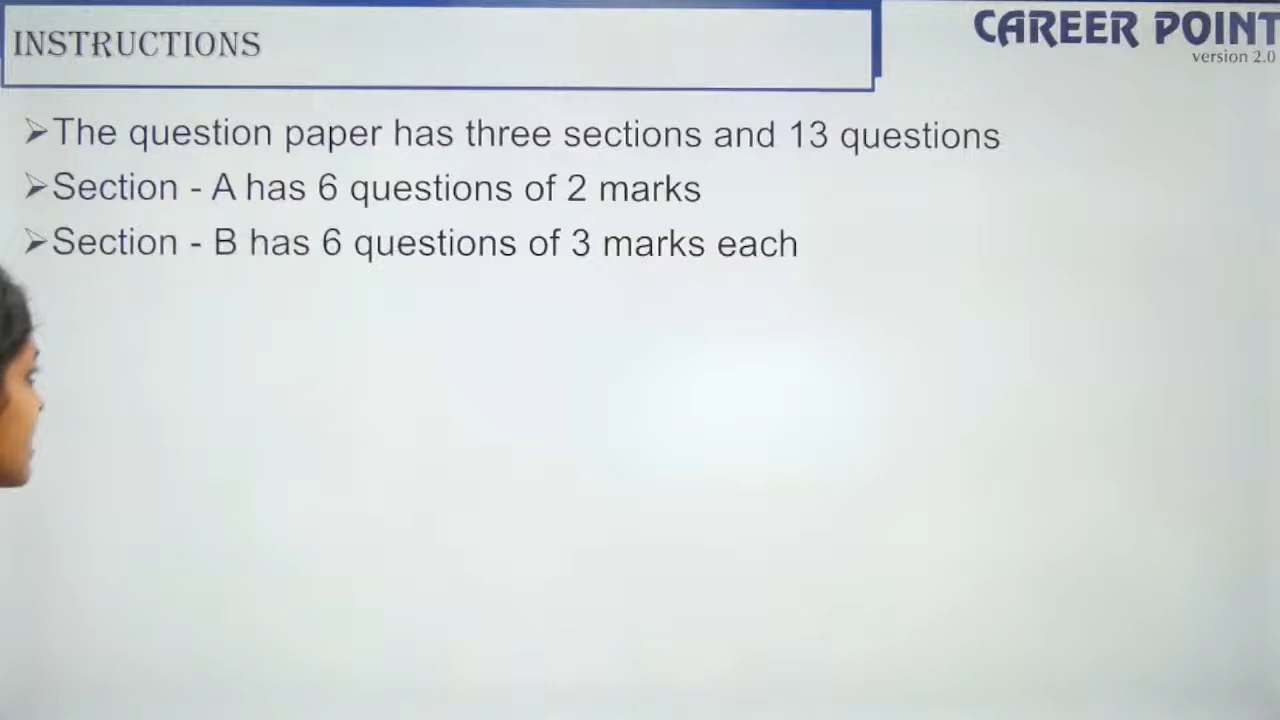 INSTRUCTIONS
CAREER POINT
version 2.0
➢The question paper has three sections and 13 questions
➢Section - A has 6 questions of 2 marks
➢Section - B has 6 questions of 3 marks each